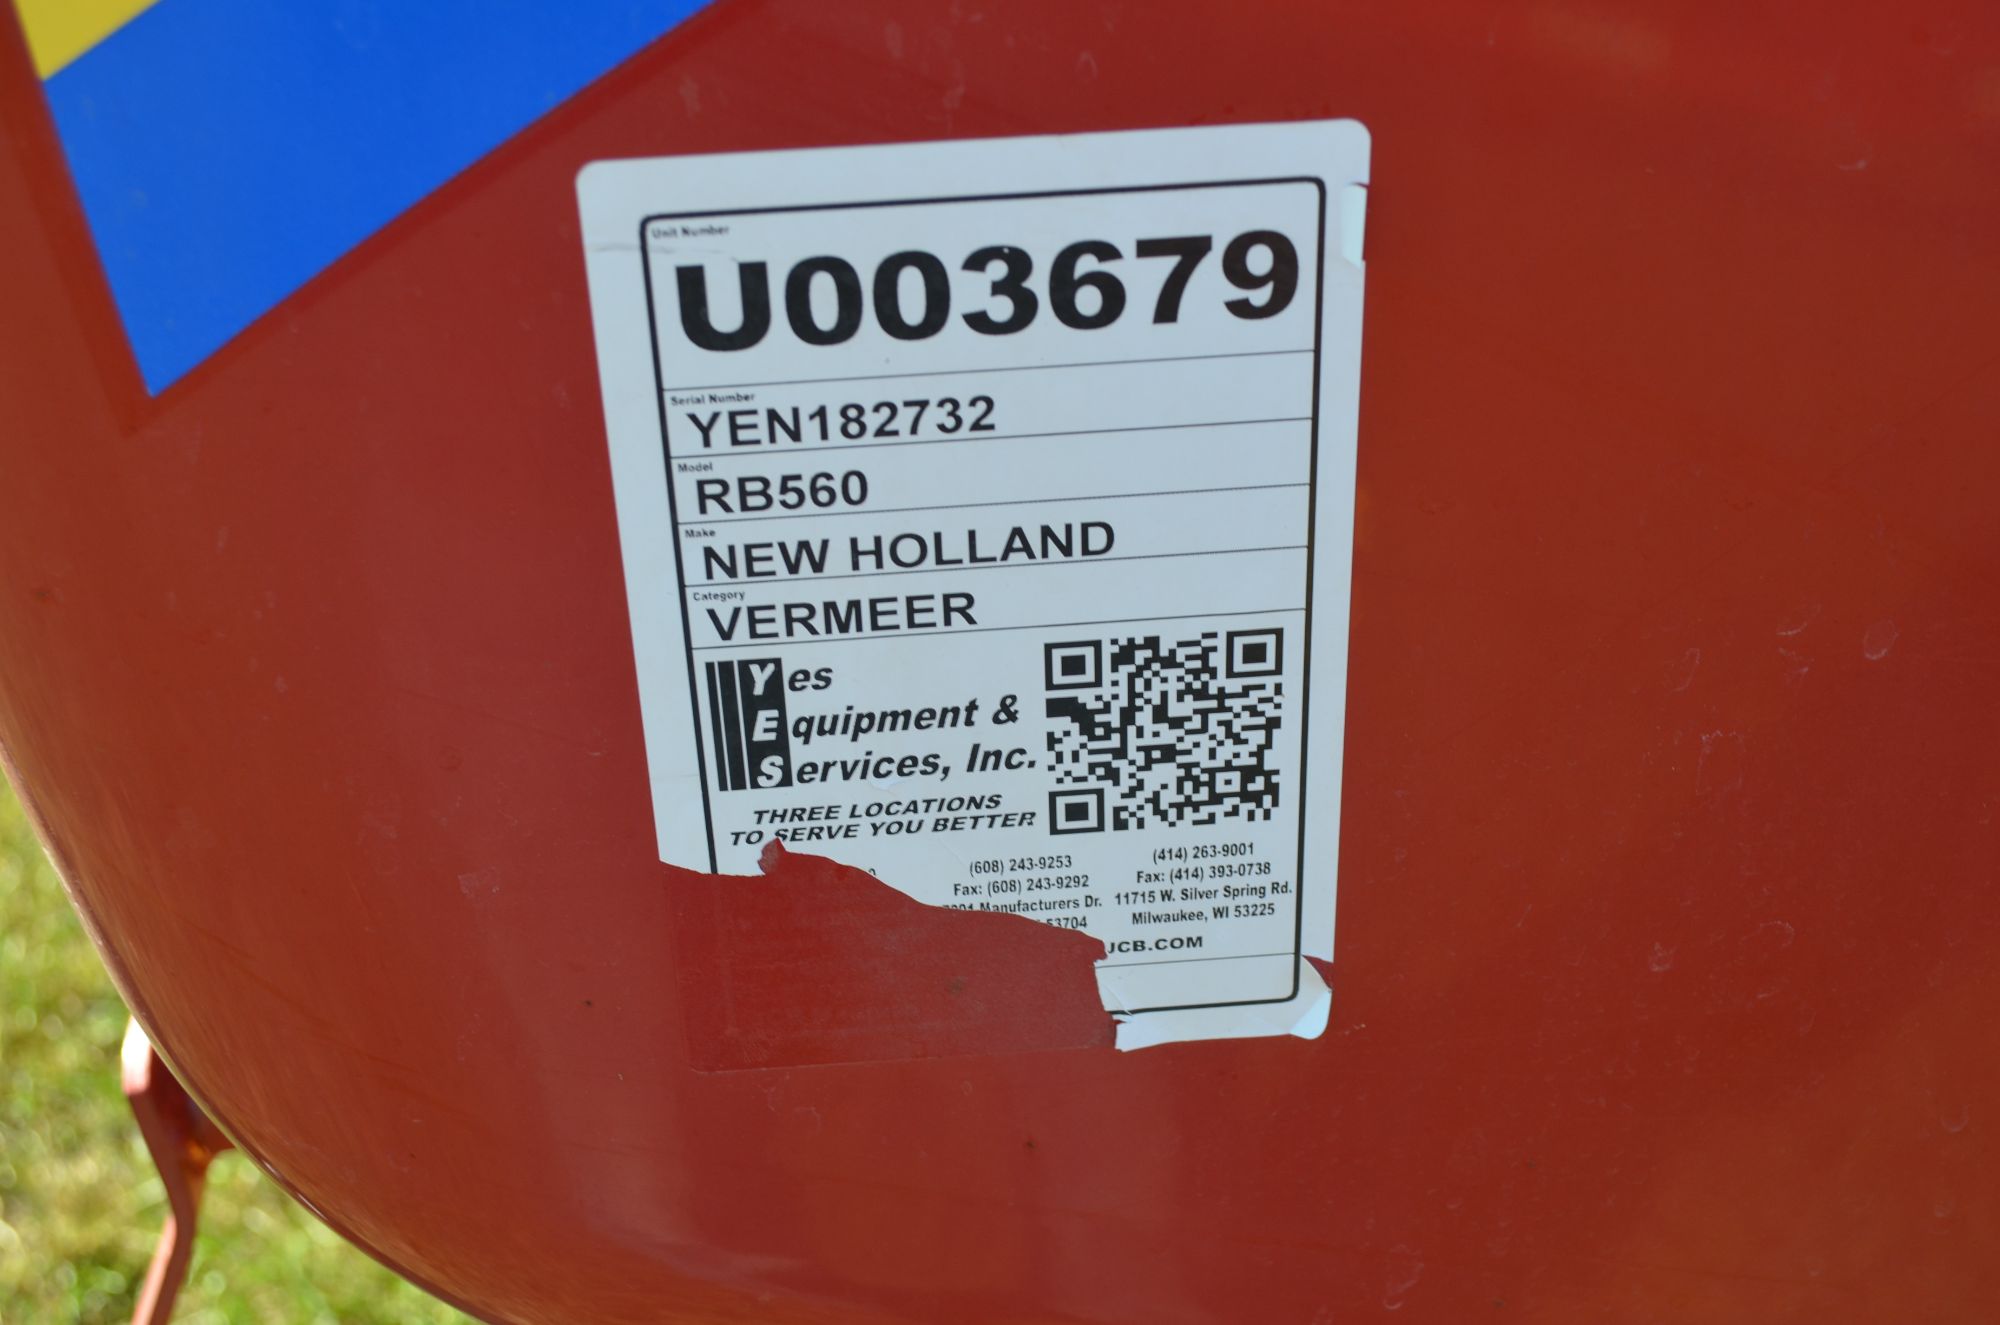 Unit Number
U003679
Serial Number
YEN182732
Model
RB560
Make
NEW HOLLAND
Category
VERMEER
Yes
Equipment &
Services, Inc.
THREE LOCATIONS
TO SERVE YOU BETTER
(608) 243-9253
Fax: (608) 243-9292
Manufacturers Dr.
53704
(414) 263-9001
Fax: (414) 393-0738
11715 W. Silver Spring Rd.
Milwaukee, WI 53225
JCB.COM